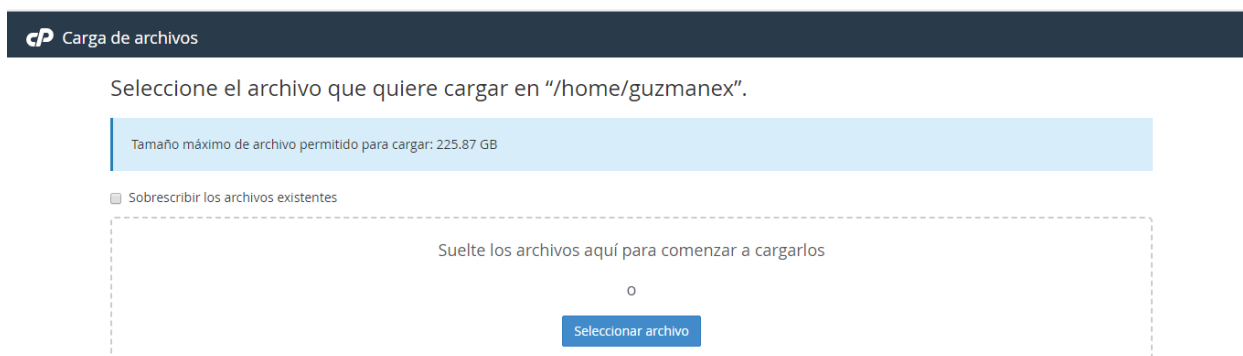 cP Carga de archivos
Seleccione el archivo que quiere cargar en “/home/guzmanex”.
Tamaño máximo de archivo permitido para cargar: 225.87 GB
Sobrescribir los archivos existentes
Suelte los archivos aquí para comenzar a cargarlos
o
Seleccionar archivo